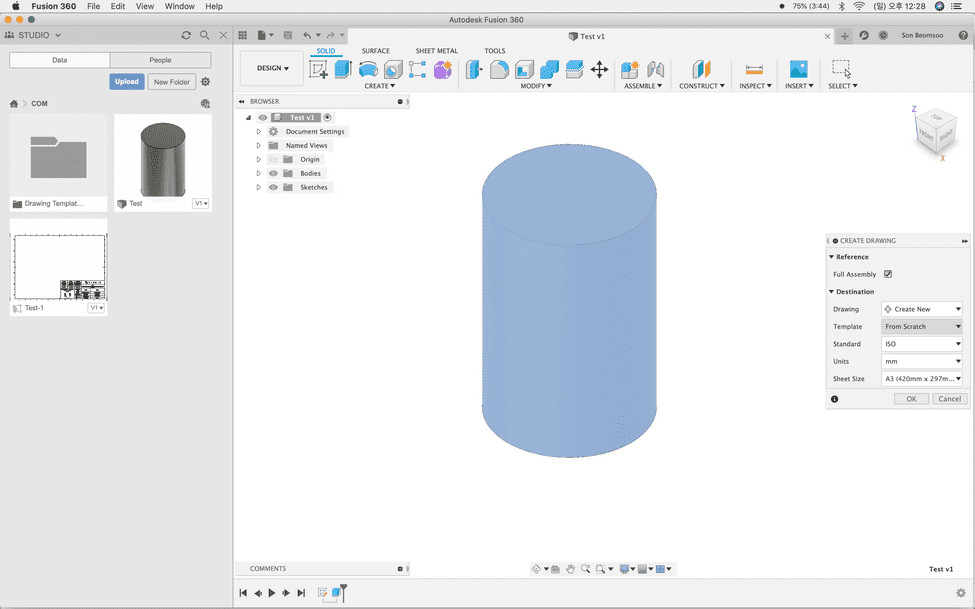 Fusion 360 File Edit View Window Help
75% (3:44) (일) 오후 12:28
Autodesk Fusion 360
STUDIO
Test v1
Son Beomsoo
Data People
Upload New Folder
COM
Drawing Templat...
Test V1
Test-1 V1
DESIGN
SOLID SURFACE SHEET METAL TOOLS
CREATE MODIFY ASSEMBLE CONSTRUCT INSPECT INSERT SELECT
BROWSER
Test v1
Document Settings
Named Views
Origin
Bodies
Sketches
Z
TOP
FRONT RIGHT
X
CREATE DRAWING
Reference
Full Assembly
Destination
Drawing Create New
Template From Scratch
Standard ISO
Units mm
Sheet Size A3 (420mm x 297m...
OK Cancel
COMMENTS
Test v1